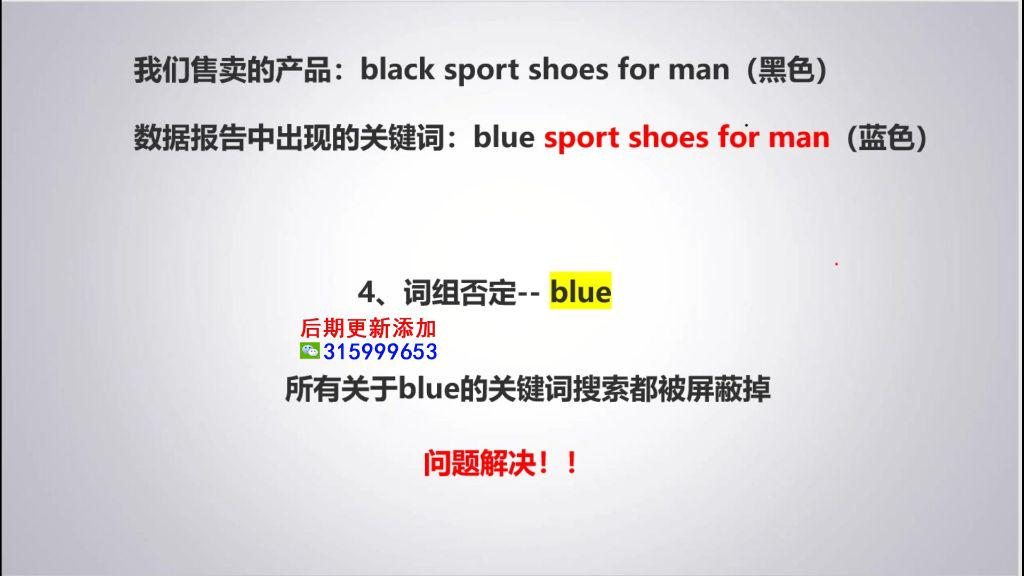 我们售卖的产品：black sport shoes for man（黑色）
数据报告中出现的关键词：blue sport shoes for man（蓝色）
4、词组否定-- blue
后期更新添加
315999653
所有关于blue的关键词搜索都被屏蔽掉
问题解决！！